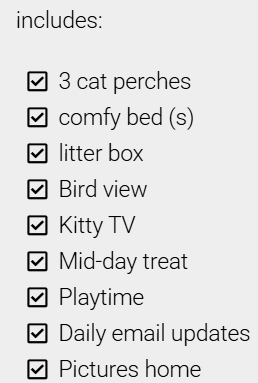 includes:
3 cat perches
comfy bed (s)
litter box
Bird view
Kitty TV
Mid-day treat
Playtime
Daily email updates
Pictures home